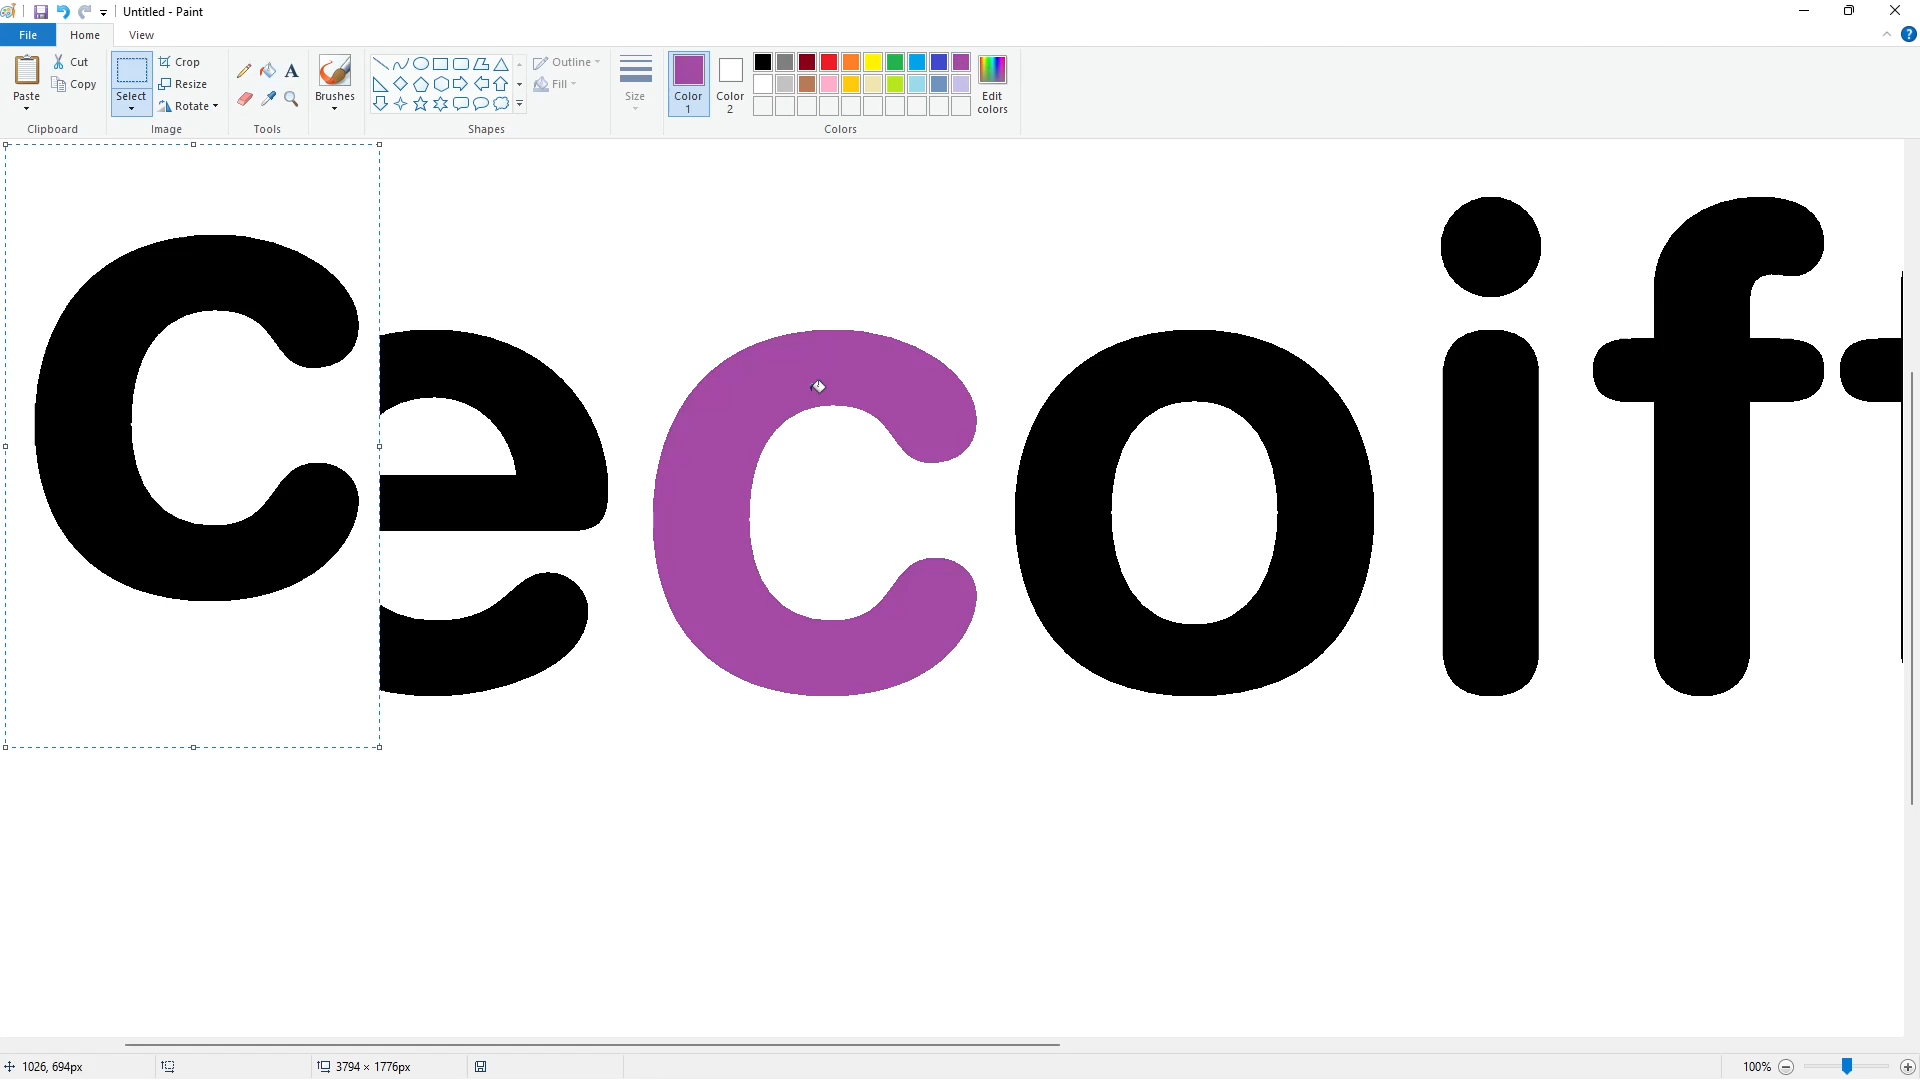 Untitled - Paint
File Home View
Paste Cut Copy Clipboard
Select Crop Resize Rotate Image
A Tools
Brushes
Outline Fill Shapes
Size
Color 1 Color 2 Edit colors Colors
cecoif
1026, 694px 3794 × 1776px 100%